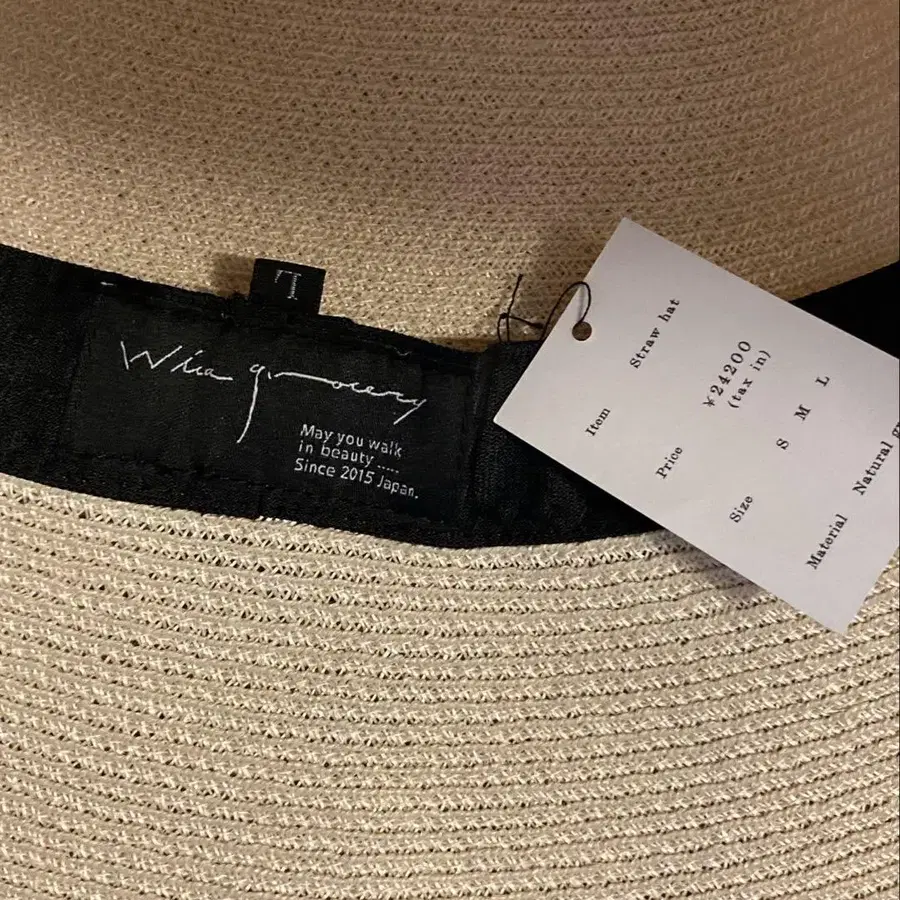 L
Whia grocery
May you walk
in beauty .....
Since 2015 Japan.
Item Straw hat
Price ¥24200
(tax in)
Size S M L
Material Natural